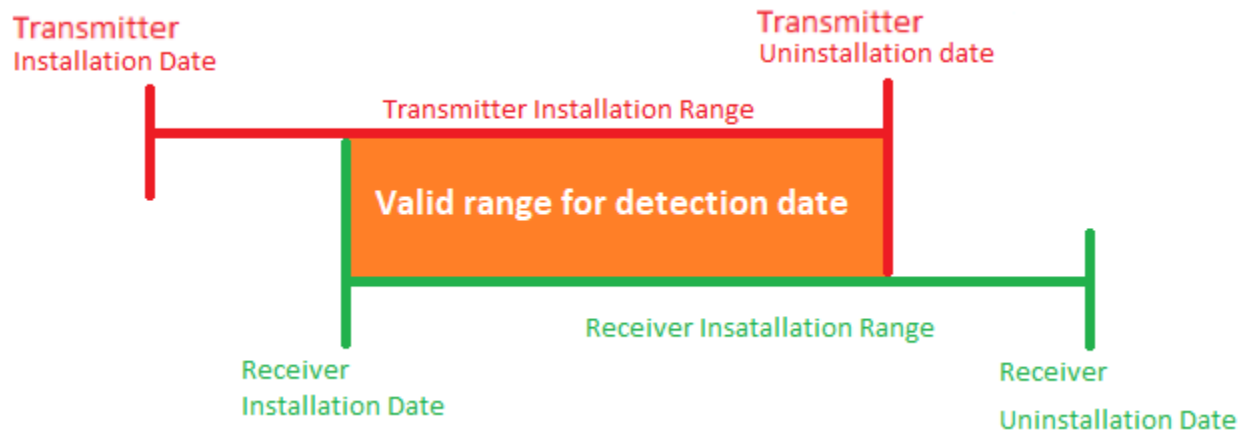 Transmitter
Installation Date
Transmitter
Uninstallation date
Transmitter Installation Range
Valid range for detection date
Receiver Insatallation Range
Receiver
Installation Date
Receiver
Uninstallation Date